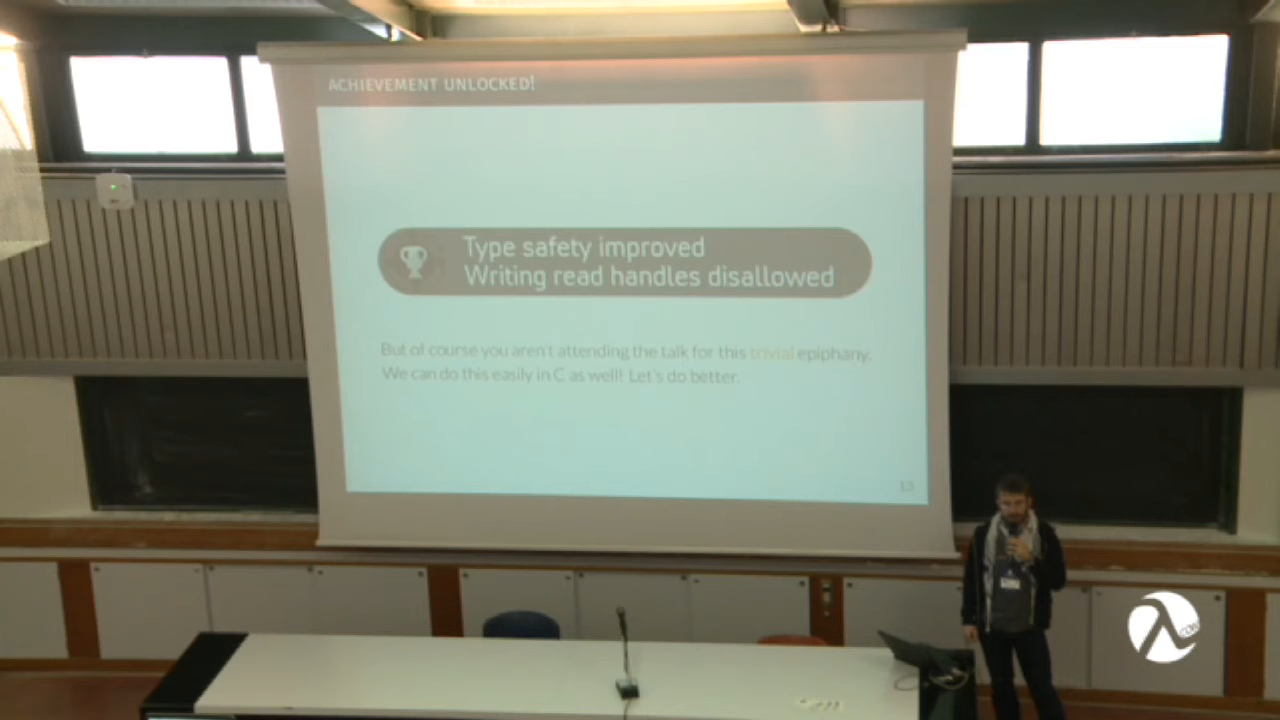 ACHIEVEMENT UNLOCKED!
Type safety improved
Writing read handles disallowed
But of course you aren't attending the talk for this trivial epiphany.
We can do this easily in C as well! Let's do better.
13
λ
CON